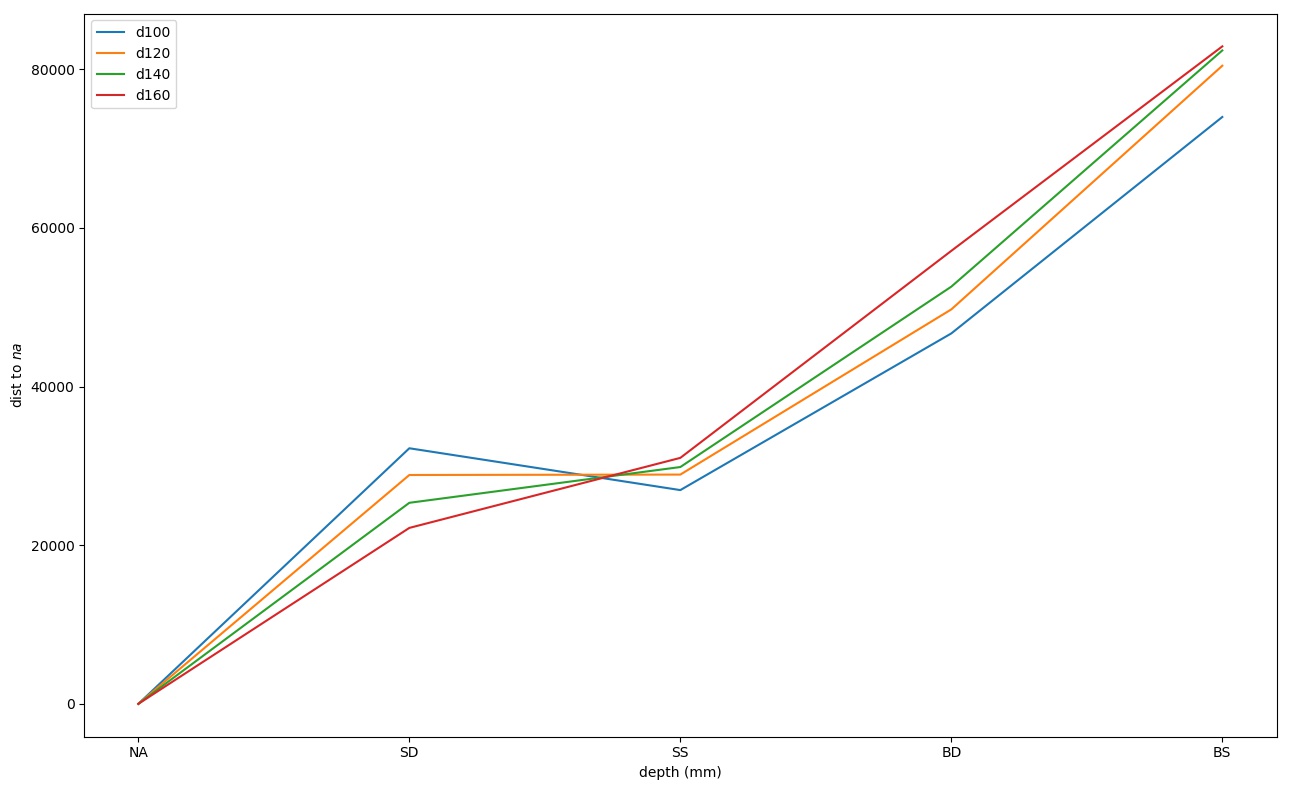 d100
d120
d140
d160
80000
60000
40000
20000
0
dist to na
NA SD SS BD BS
depth (mm)